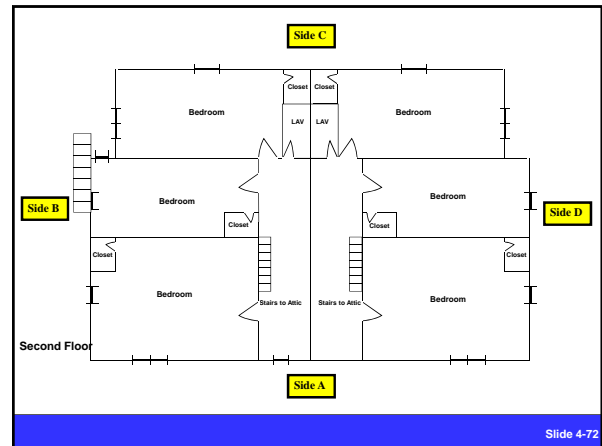 Side C
Closet
Closet
Bedroom
LAV
LAV
Bedroom
Side B
Bedroom
Bedroom
Side D
Closet
Closet
Closet
Closet
Bedroom
Stairs to Attic
Stairs to Attic
Bedroom
Second Floor
Side A
Slide 4-72